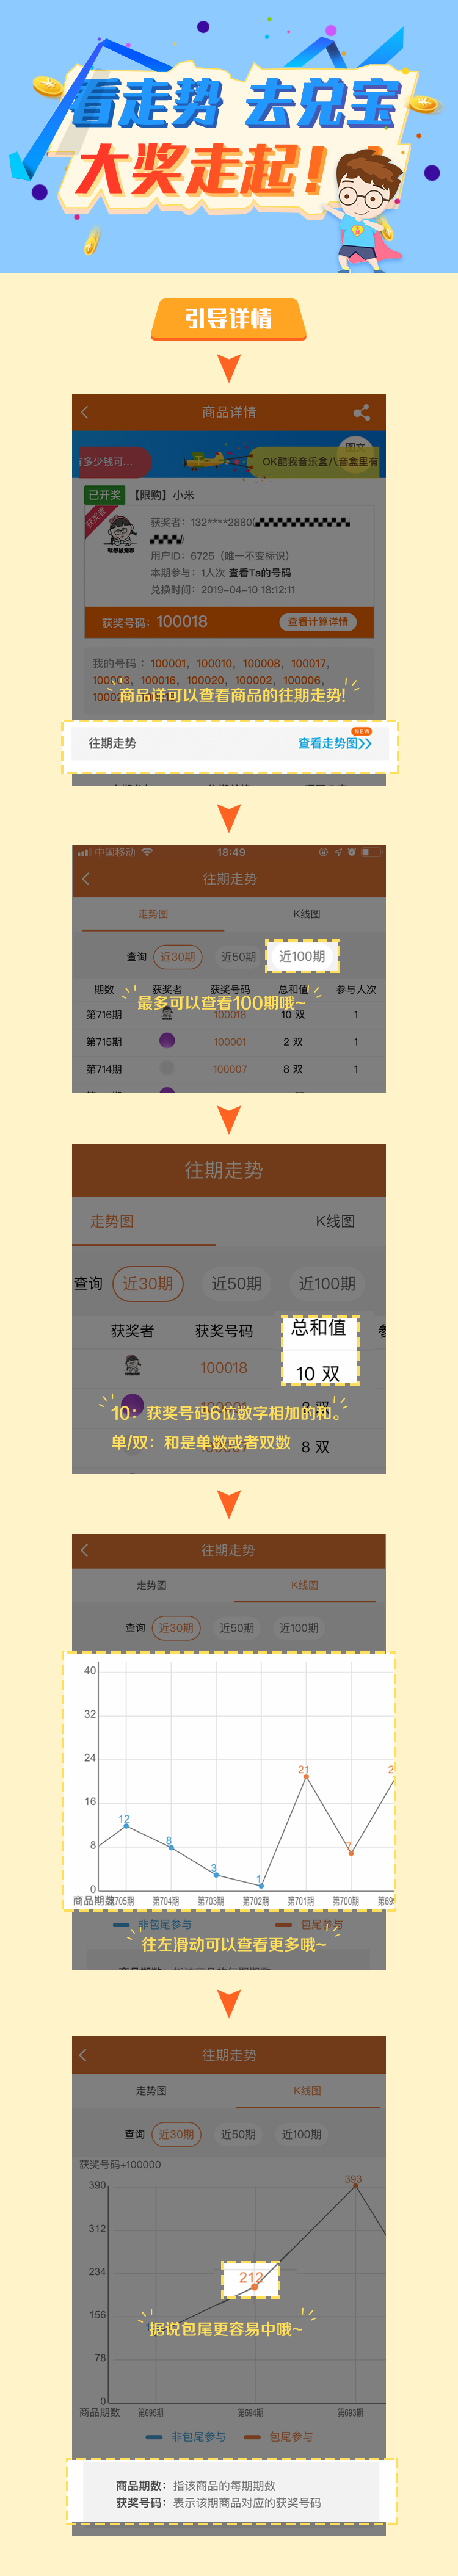 看走势 去兑宝
大奖走起！
引导详情
商品详情
图文
OK酷我音乐盒八音盒里有
已开奖 【限购】小米
获奖者
获奖者：132****2880(
用户ID：6725（唯一不变标识）
本期参与：1人次 查看Ta的号码
兑换时间：2019-04-10 18:12:11
获奖号码：100018 查看计算详情
我的号码 ：100001，100010，100008，100017，
100016，100020，100002，100006，
商品详可以查看商品的往期走势!
往期走势 查看走势图
NEW
中国移动 18:49
往期走势
走势图 K线图
查询 近30期 近50期 近100期
期数 获奖者 获奖号码 总和值 参与人次
最多可以查看100期哦~
第716期 100018 10 双 1
第715期 100001 2 双 1
第714期 100007 8 双 1
往期走势
走势图 K线图
查询 近30期 近50期 近100期
获奖者 获奖号码 总和值
100018 10 双
10：获奖号码6位数字相加的和。
单/双：和是单数或者双数
8 双
往期走势
走势图 K线图
查询 近30期 近50期 近100期
40
32
24
16
8
0
12
8
3
1
21
7
商品期数 第705期 第704期 第703期 第702期 第701期 第700期
非包尾参与 包尾参与
往左滑动可以查看更多哦~
往期走势
走势图 K线图
查询 近30期 近50期 近100期
获奖号码+100000
390
312
234
156
78
0
393
212
据说包尾更容易中哦~
商品期数 第695期 第694期 第693期
非包尾参与 包尾参与
商品期数：指该商品的每期期数
获奖号码：表示该期商品对应的获奖号码